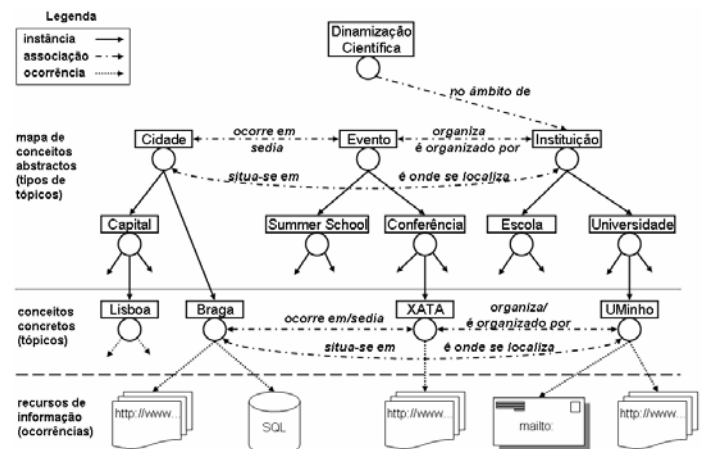 Legenda
instância
associação
ocorrência
Dinamização
Científica
no âmbito de
mapa de
conceitos
abstractos
(tipos de
tópicos)
Cidade
ocorre em
sedia
Evento
organiza
é organizado por
Instituição
situa-se em
é onde se localiza
Capital
Summer School
Conferência
Escola
Universidade
conceitos
concretos
(tópicos)
Lisboa
Braga
ocorre em/sedia
XATA
organiza/
é organizado por
UMinho
situa-se em
é onde se localiza
recursos de
informação
(ocorrências)
http://www...
SQL
http://www...
mailto:
http://www...